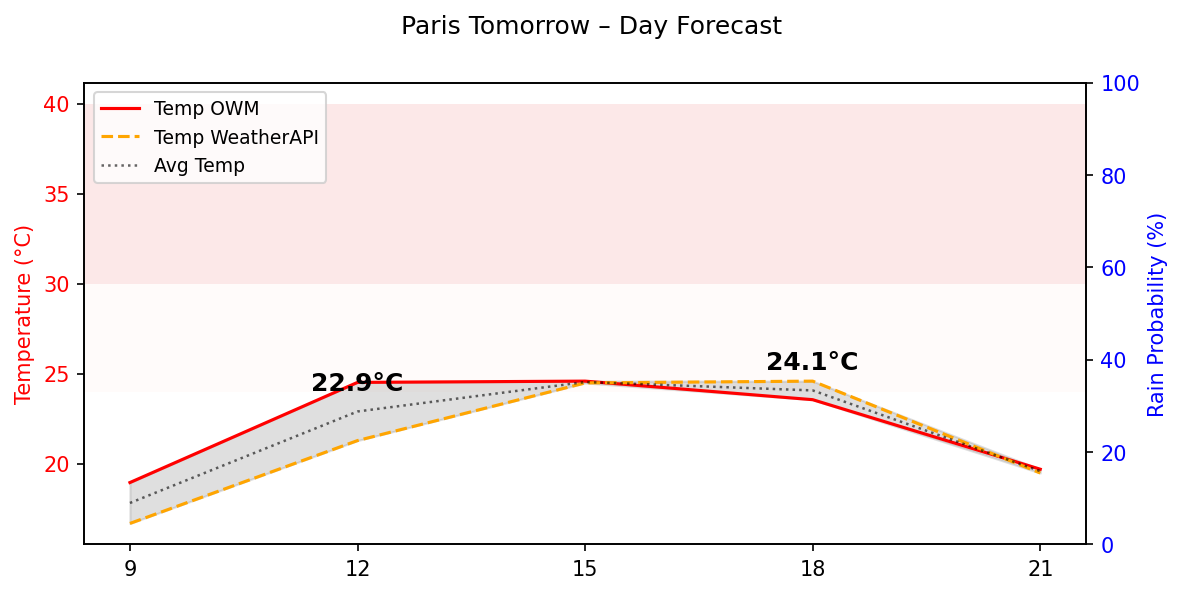 Paris Tomorrow – Day Forecast
Temp OWM
Temp WeatherAPI
Avg Temp
Temperature (°C)
40
35
30
25
20
22.9°C
24.1°C
100
80
60
40
20
0
Rain Probability (%)
9
12
15
18
21